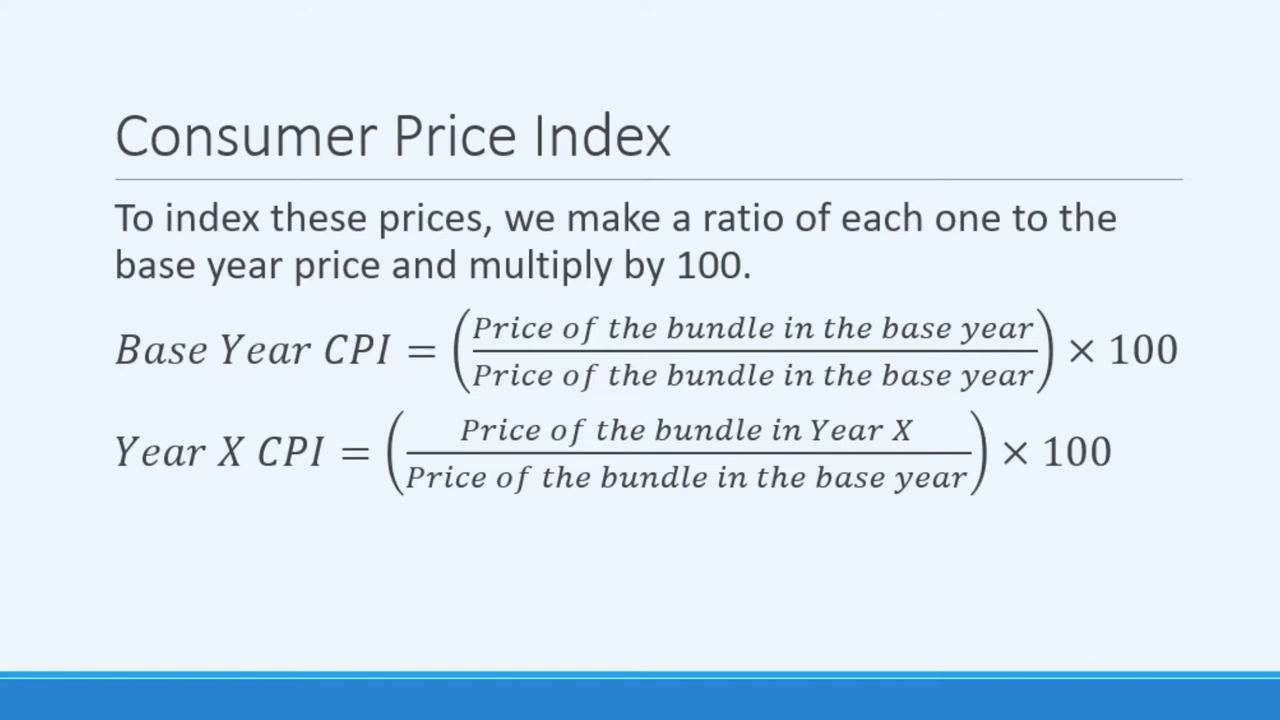 Consumer Price Index
To index these prices, we make a ratio of each one to the
base year price and multiply by 100.
Base Year CPI = (Price of the bundle in the base year / Price of the bundle in the base year) × 100
Year X CPI = (Price of the bundle in Year X / Price of the bundle in the base year) × 100